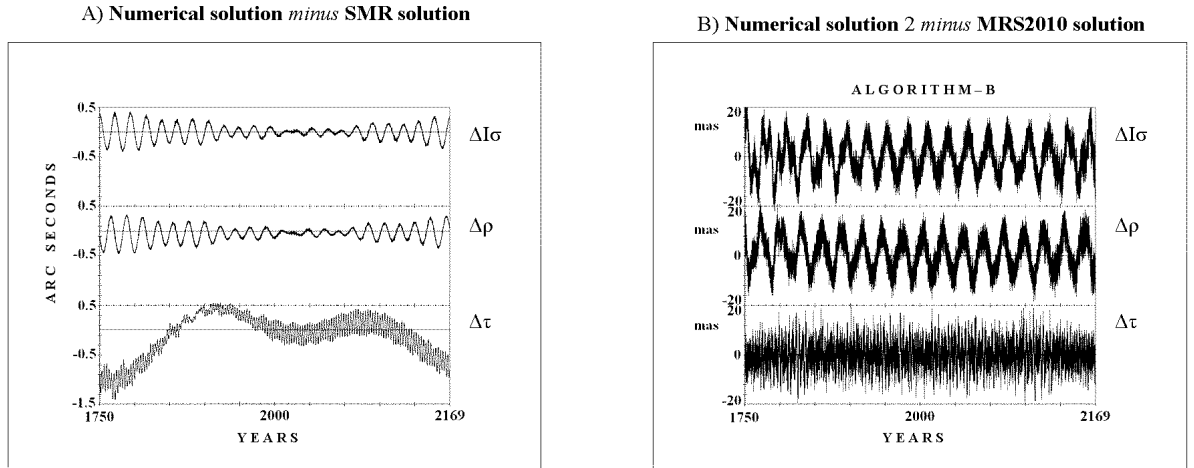 A) Numerical solution minus SMR solution
0.5
-0.5
ΔIσ
0.5
-0.5
Δρ
0.5
-0.5
-1.5
Δτ
ARC SECONDS
1750
2000
2169
YEARS
B) Numerical solution 2 minus MRS2010 solution
ALGORITHM–B
20
mas
0
-20
ΔIσ
20
mas
0
-20
Δρ
20
mas
0
-20
Δτ
1750
2000
2169
YEARS